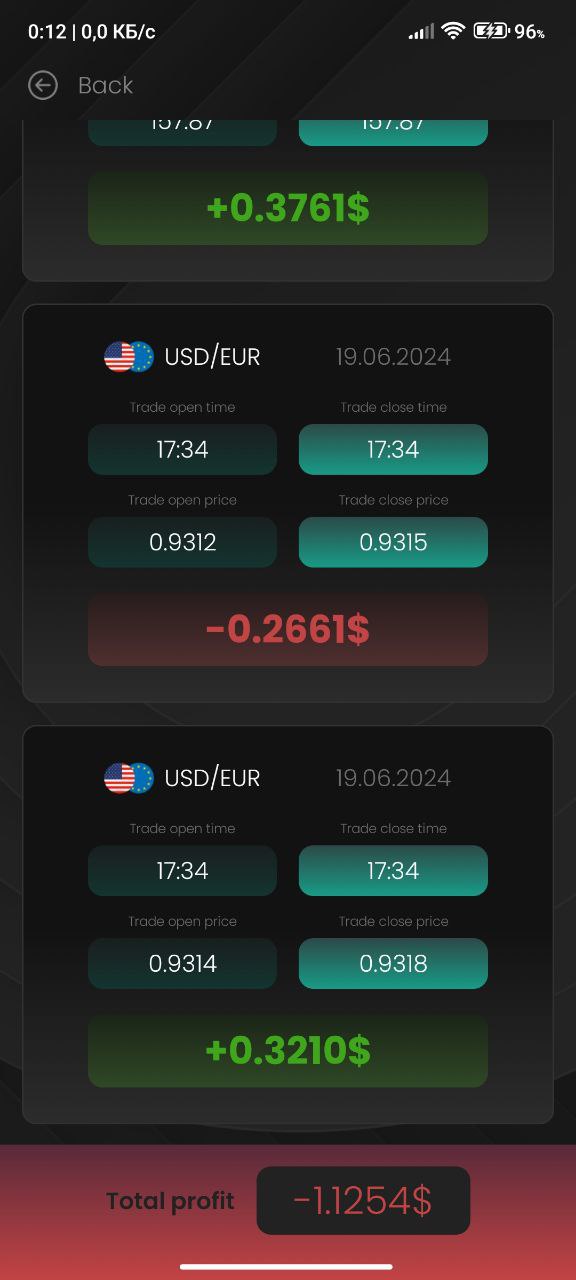 0:12 | 0,0 КБ/с 96%
Back
157.87 157.87
+0.3761$
USD/EUR 19.06.2024
Trade open time Trade close time
17:34 17:34
Trade open price Trade close price
0.9312 0.9315
-0.2661$
USD/EUR 19.06.2024
Trade open time Trade close time
17:34 17:34
Trade open price Trade close price
0.9314 0.9318
+0.3210$
Total profit -1.1254$